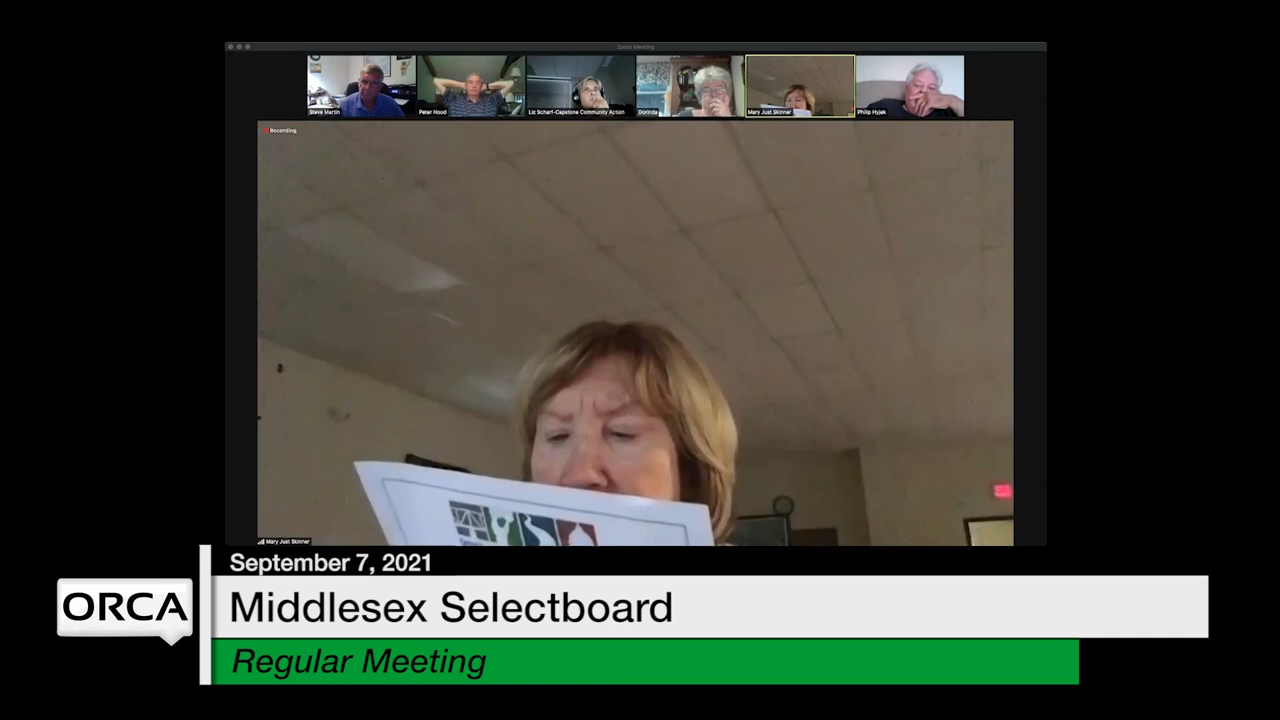 Zoom Meeting
Steve Martin
Peter Hood
Liz Scharf-Capstone Community Action
Dorinda
Mary Just Skinner
Philip Hyjek
Recording
Mary Just Skinner
September 7, 2021
ORCA
Middlesex Selectboard
Regular Meeting